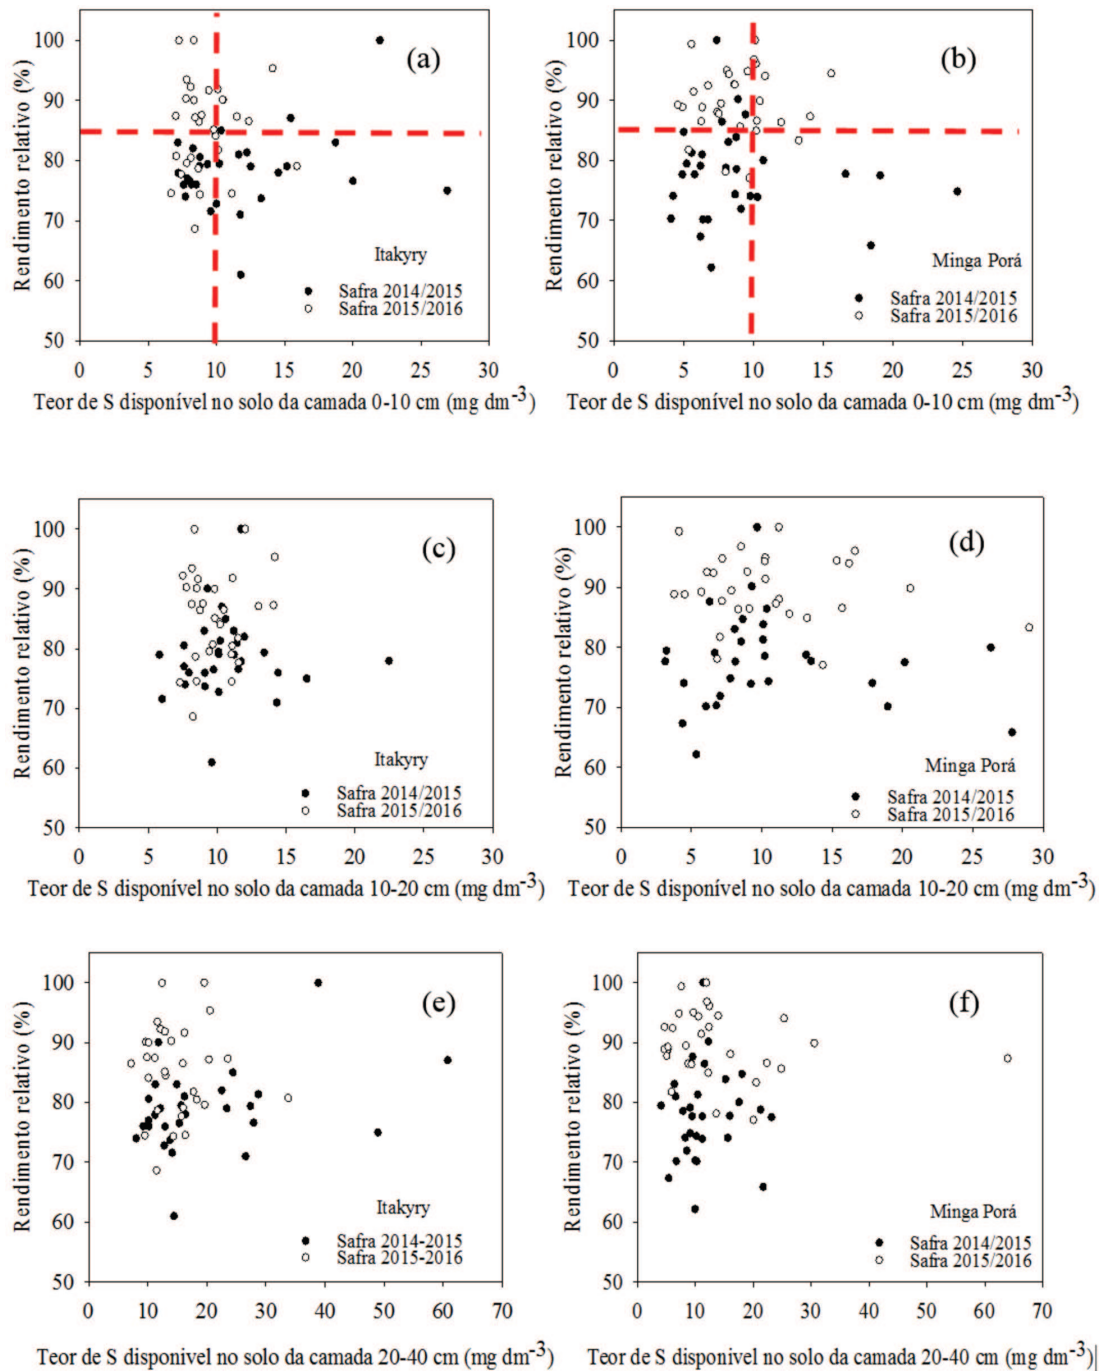 (a)
Rendimento relativo (%)
100
90
80
70
60
50
Itakyry
Safra 2014/2015
Safra 2015/2016
0 5 10 15 20 25 30
Teor de S disponível no solo da camada 0-10 cm (mg dm-3)
(b)
Rendimento relativo (%)
100
90
80
70
60
50
Minga Porá
Safra 2014/2015
Safra 2015/2016
0 5 10 15 20 25 30
Teor de S disponível no solo da camada 0-10 cm (mg dm-3)
(c)
Rendimento relativo (%)
100
90
80
70
60
50
Itakyry
Safra 2014/2015
Safra 2015/2016
0 5 10 15 20 25 30
Teor de S disponível no solo da camada 10-20 cm (mg dm-3)
(d)
Rendimento relativo (%)
100
90
80
70
60
50
Minga Porá
Safra 2014/2015
Safra 2015/2016
0 5 10 15 20 25 30
Teor de S disponível no solo da camada 10-20 cm (mg dm-3)
(e)
Rendimento relativo (%)
100
90
80
70
60
50
Itakyry
Safra 2014-2015
Safra 2015-2016
0 10 20 30 40 50 60 70
Teor de S disponível no solo da camada 20-40 cm (mg dm-3)
(f)
Rendimento relativo (%)
100
90
80
70
60
50
Minga Porá
Safra 2014/2015
Safra 2015/2016
0 10 20 30 40 50 60 70
Teor de S disponível no solo da camada 20-40 cm (mg dm-3)